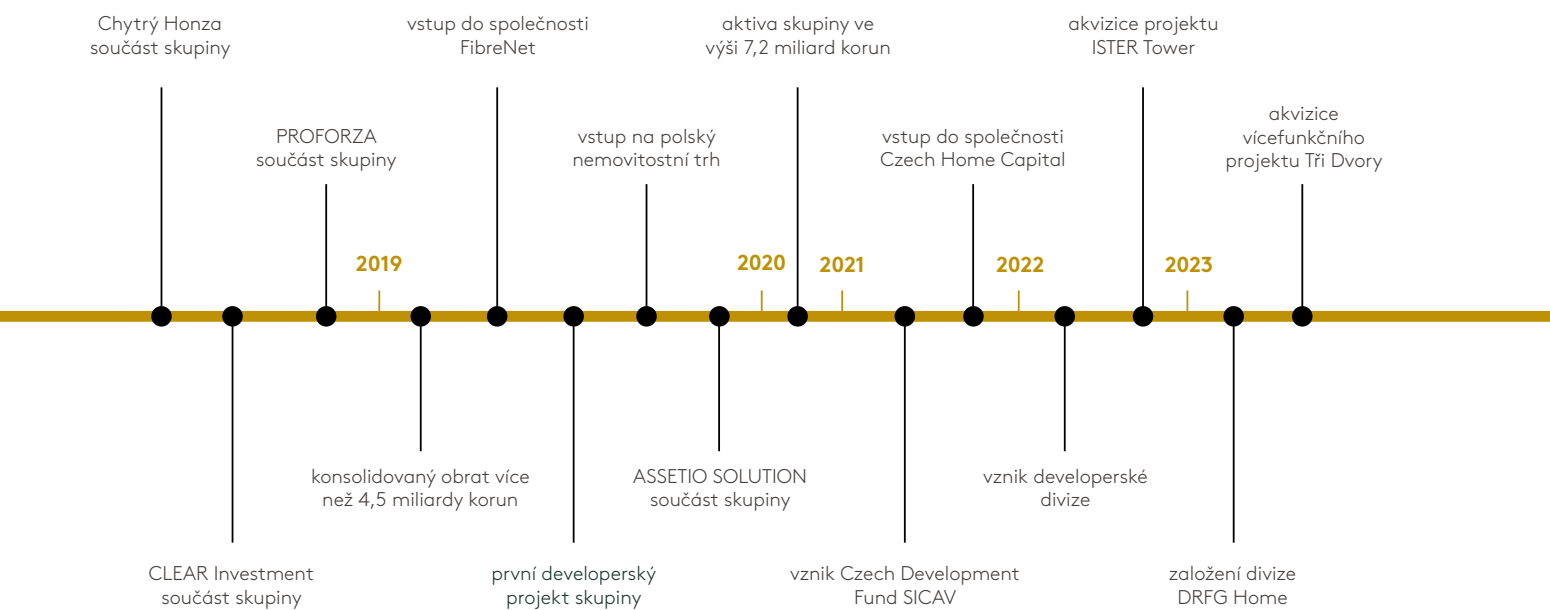 Chytrý Honza
součást skupiny
vstup do společnosti
FibreNet
aktiva skupiny ve
výši 7,2 miliard korun
akvizice projektu
ISTER Tower
PROFORZA
součást skupiny
vstup na polský
nemovitostní trh
vstup do společnosti
Czech Home Capital
akvizice
vícefunkčního
projektu Tři Dvory
2019
2020
2021
2022
2023
konsolidovaný obrat více
než 4,5 miliardy korun
ASSETIO SOLUTION
součást skupiny
vznik developerské
divize
CLEAR Investment
součást skupiny
první developerský
projekt skupiny
vznik Czech Development
Fund SICAV
založení divize
DRFG Home